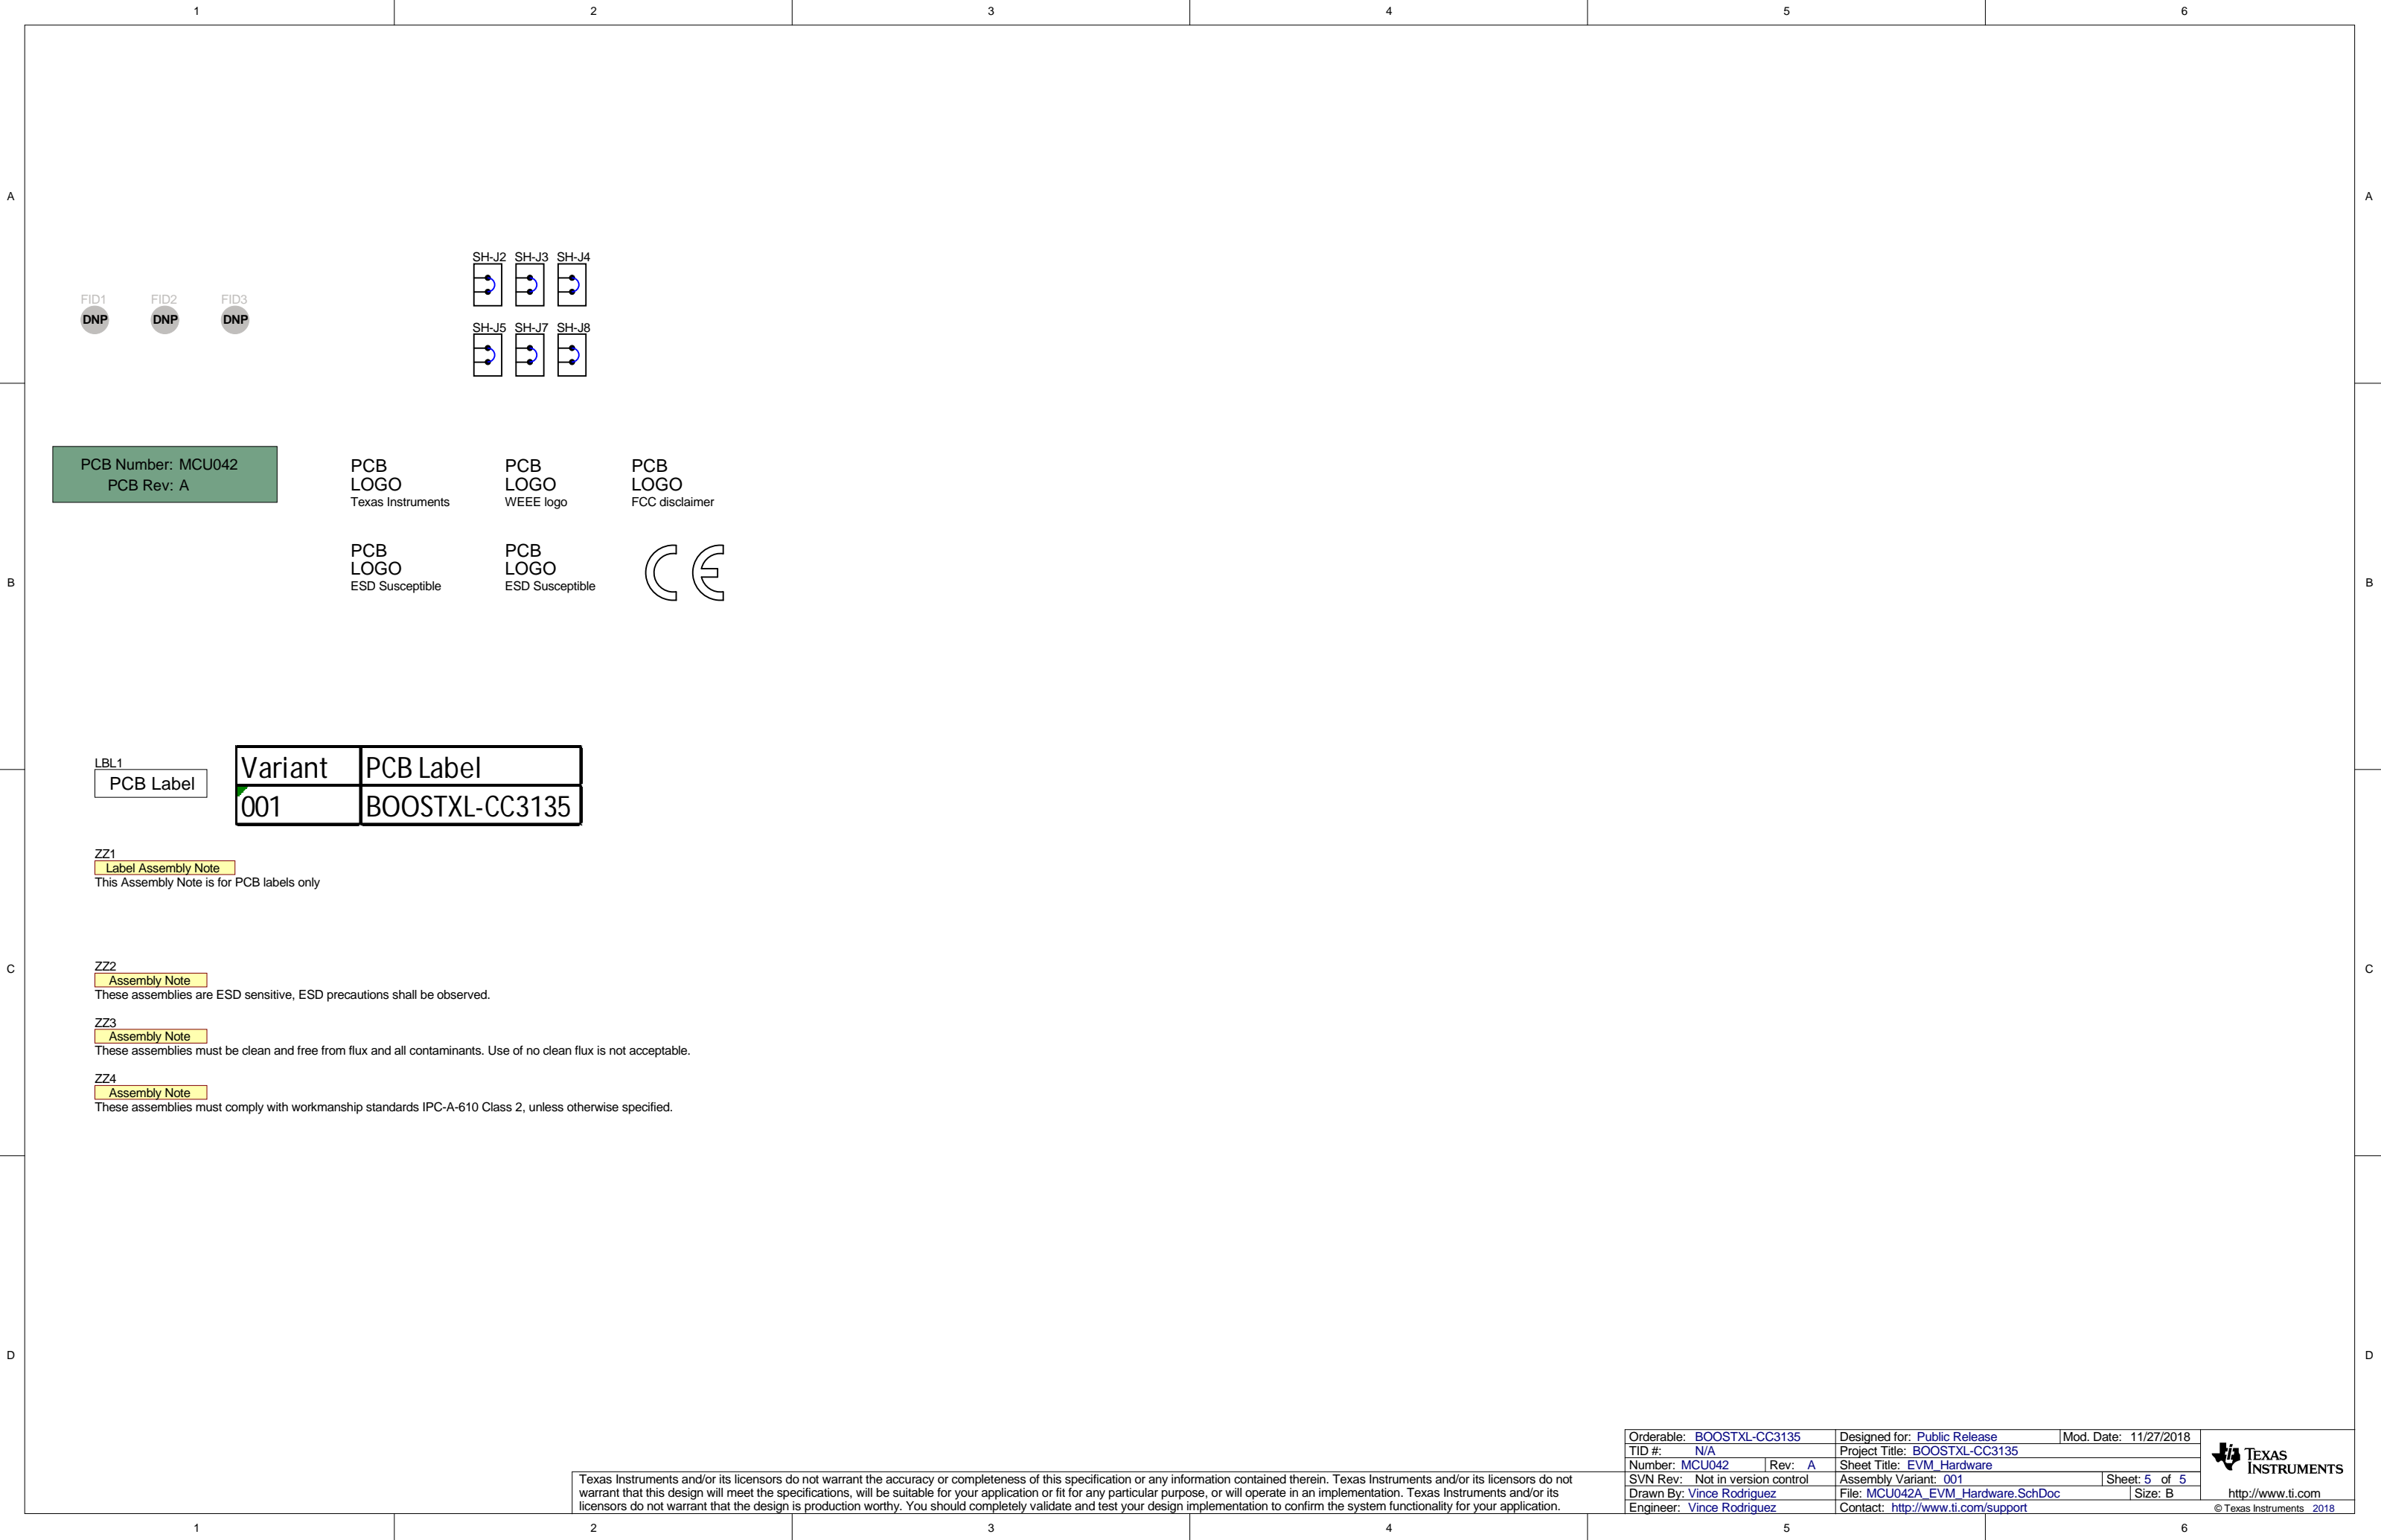 1 2 3 4 5 6
A A
SH-J2 SH-J3 SH-J4
FID1 FID2 FID3
DNP DNP DNP
SH-J5 SH-J7 SH-J8
PCB Number: MCU042
PCB Rev: A
PCB
LOGO
Texas Instruments
PCB
LOGO
WEEE logo
PCB
LOGO
FCC disclaimer
PCB
LOGO
ESD Susceptible
PCB
LOGO
ESD Susceptible
CE
B B
LBL1
PCB Label
Variant PCB Label
001 BOOSTXL-CC3135
ZZ1
Label Assembly Note
This Assembly Note is for PCB labels only
C C
ZZ2
Assembly Note
These assemblies are ESD sensitive, ESD precautions shall be observed.
ZZ3
Assembly Note
These assemblies must be clean and free from flux and all contaminants. Use of no clean flux is not acceptable.
ZZ4
Assembly Note
These assemblies must comply with workmanship standards IPC-A-610 Class 2, unless otherwise specified.
D D
Texas Instruments and/or its licensors do not warrant the accuracy or completeness of this specification or any information contained therein. Texas Instruments and/or its licensors do not
warrant that this design will meet the specifications, will be suitable for your application or fit for any particular purpose, or will operate in an implementation. Texas Instruments and/or its
licensors do not warrant that the design is production worthy. You should completely validate and test your design implementation to confirm the system functionality for your application.
Orderable: BOOSTXL-CC3135 Designed for: Public Release Mod. Date: 11/27/2018
TID #: N/A Project Title: BOOSTXL-CC3135
Number: MCU042 Rev: A Sheet Title: EVM_Hardware
SVN Rev: Not in version control Assembly Variant: 001 Sheet: 5 of 5
Drawn By: Vince Rodriguez File: MCU042A_EVM_Hardware.SchDoc Size: B
Engineer: Vince Rodriguez Contact: http://www.ti.com/support
TEXAS
INSTRUMENTS
http://www.ti.com
© Texas Instruments 2018
1 2 3 4 5 6